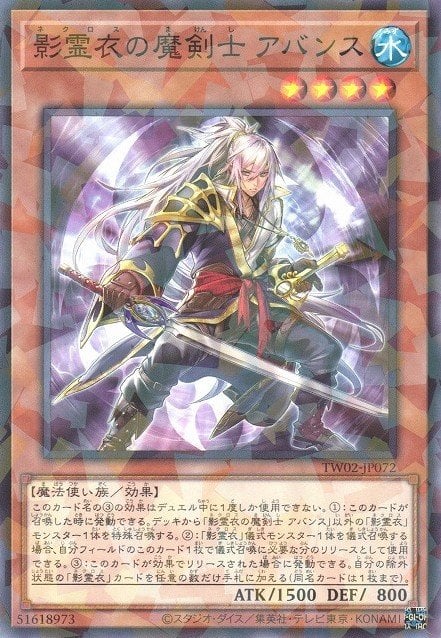 影霊衣の魔剣士 アバンス
水
TW02-JP072
【魔法使い族／効果】
このカード名の③の効果はデュエル中に1度しか使用できない。①：このカードが
召喚した時に発動できる。デッキから「影霊衣の魔剣士 アバンス」以外の「影霊衣」
モンスター1体を特殊召喚する。②：「影霊衣」儀式モンスター1体を儀式召喚する
場合、自分フィールドのこのカード1枚で儀式召喚に必要な分のリリースとして使用
できる。③：このカードが効果でリリースされた場合に発動できる。自分の除外
状態の「影霊衣」カードを任意の数だけ手札に加える（同名カードは1枚まで）。
ATK/1500 DEF/ 800
51618973
©スタジオ・ダイス／集英社・テレビ東京・KONAMI